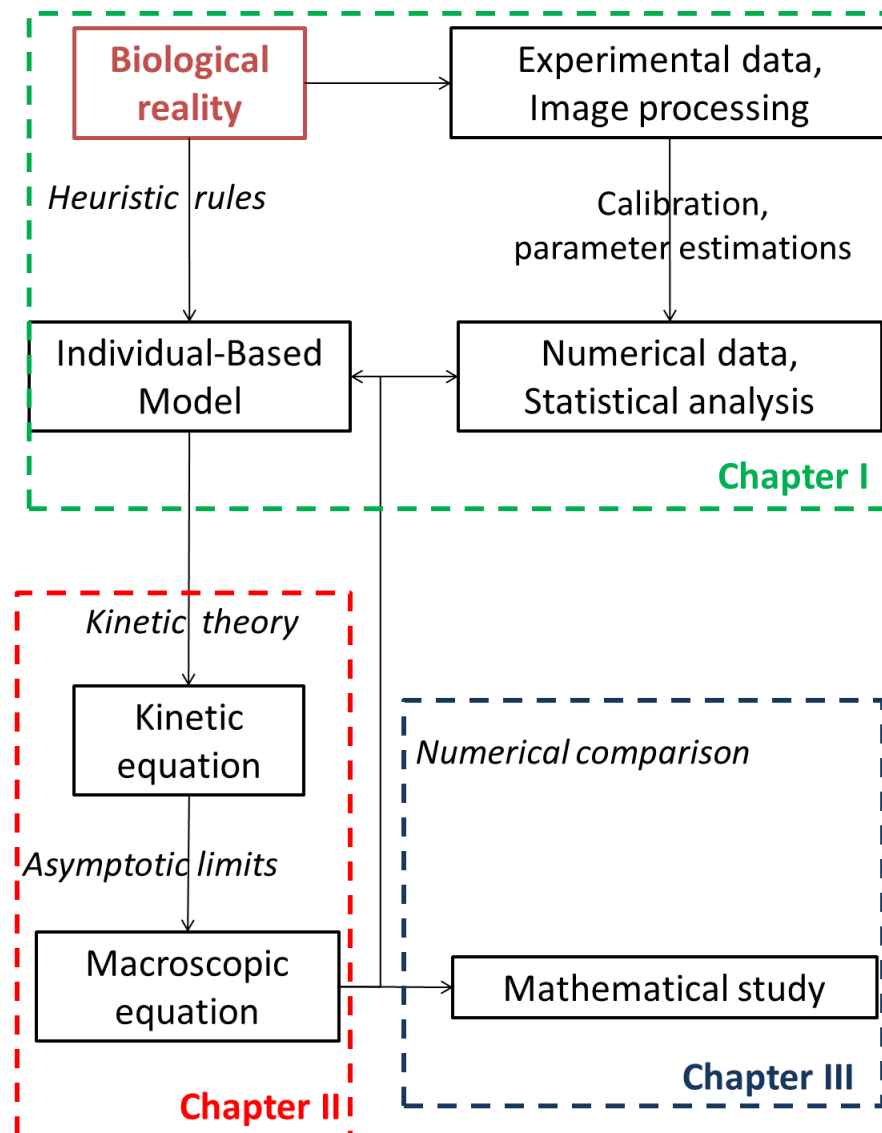 Biological
reality
Experimental data,
Image processing
Heuristic rules
Calibration,
parameter estimations
Individual-Based
Model
Numerical data,
Statistical analysis
Chapter I
Kinetic theory
Kinetic
equation
Numerical comparison
Asymptotic limits
Macroscopic
equation
Mathematical study
Chapter III
Chapter II